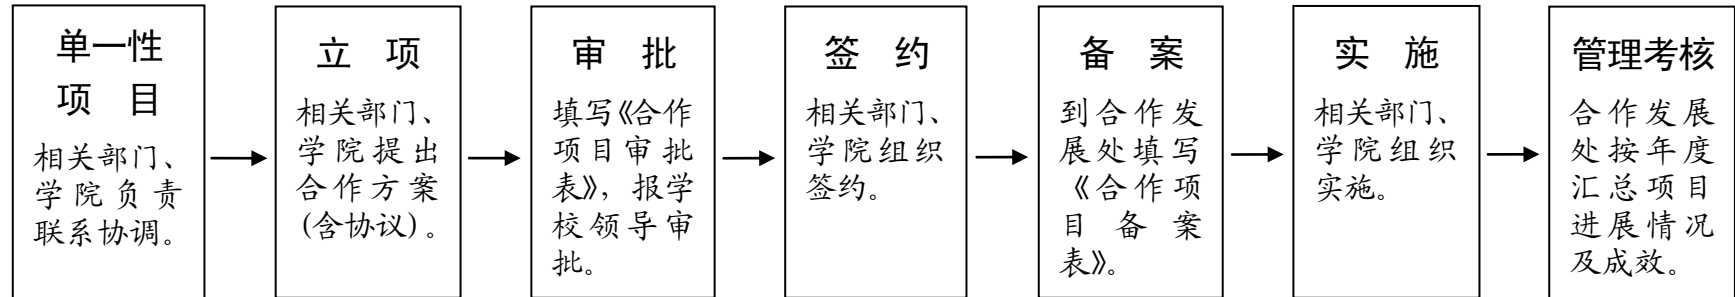 单一性
项 目
相关部门、
学院负责
联系协调。
立 项
相关部门、
学院提出
合作方案
(含协议)。
审 批
填写《合作
项目审批
表》，报学
校领导审
批。
签 约
相关部门、
学院组织
签约。
备 案
到合作发
展处填写
《合作项
目备案
表》。
实 施
相关部门、
学院组织
实施。
管理考核
合作发展
处按年度
汇总项目
进展情况
及成效。